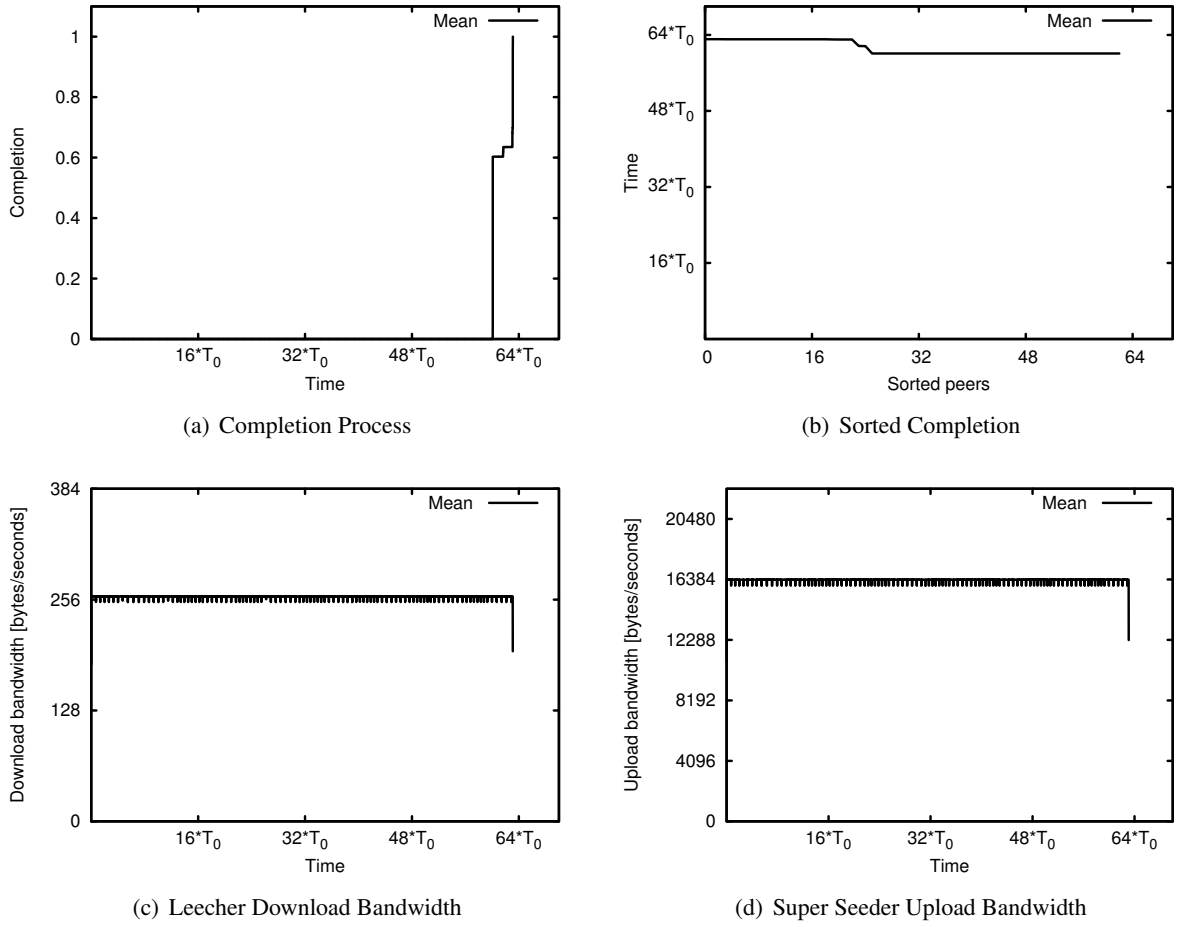 Mean
1
0.8
0.6
0.4
0.2
0
Completion
16*T0
32*T0
48*T0
64*T0
Time
(a) Completion Process
Mean
64*T0
48*T0
32*T0
16*T0
Time
0
16
32
48
64
Sorted peers
(b) Sorted Completion
Mean
384
256
128
0
Download bandwidth [bytes/seconds]
16*T0
32*T0
48*T0
64*T0
Time
(c) Leecher Download Bandwidth
Mean
20480
16384
12288
8192
4096
0
Upload bandwidth [bytes/seconds]
16*T0
32*T0
48*T0
64*T0
Time
(d) Super Seeder Upload Bandwidth